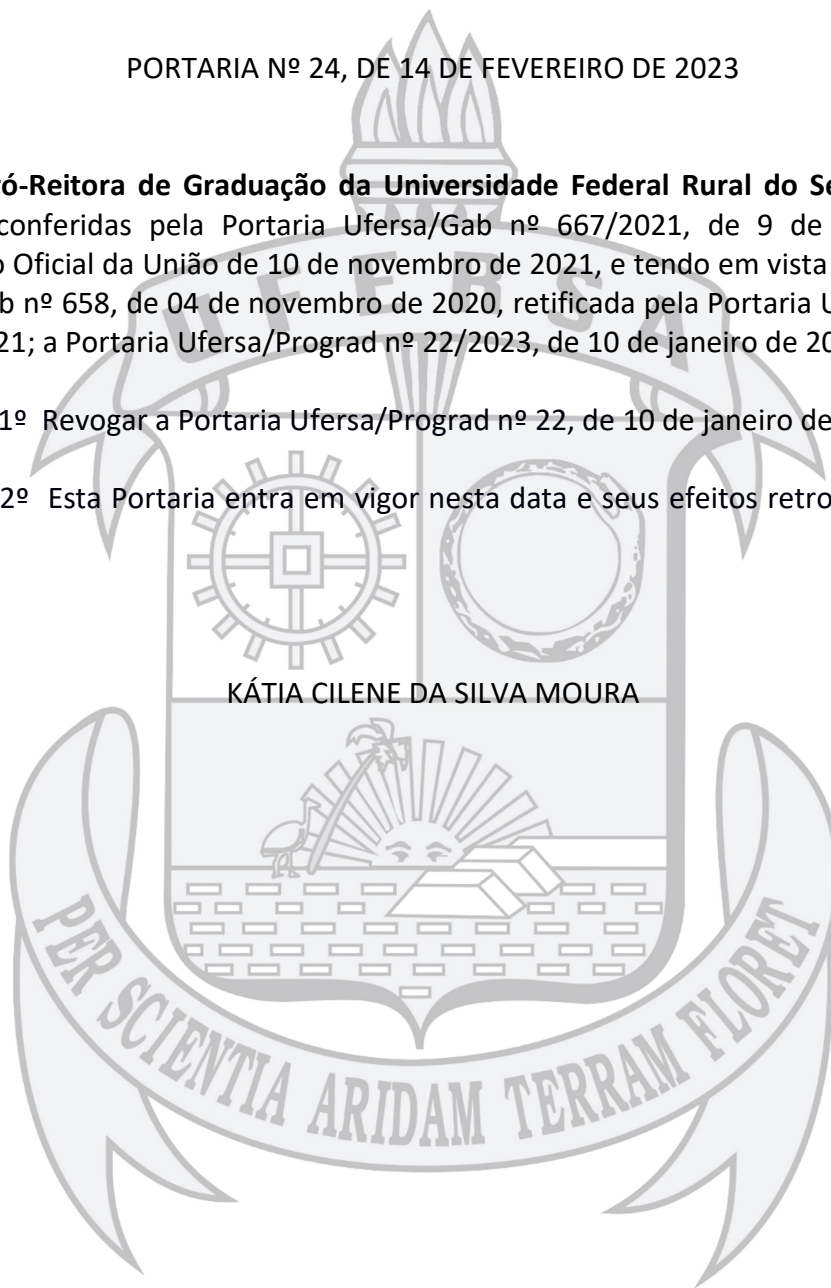 PORTARIA Nº 24, DE 14 DE FEVEREIRO DE 2023
ó-Reitora de Graduação da Universidade Federal Rural do Se
conferidas pela Portaria Ufersa/Gab nº 667/2021, de 9 de
o Oficial da União de 10 de novembro de 2021, e tendo em vista
b nº 658, de 04 de novembro de 2020, retificada pela Portaria U
21; a Portaria Ufersa/Prograd nº 22/2023, de 10 de janeiro de 20
1º Revogar a Portaria Ufersa/Prograd nº 22, de 10 de janeiro de
2º Esta Portaria entra em vigor nesta data e seus efeitos retro
KÁTIA CILENE DA SILVA MOURA
UFERSA
PER SCIENTIA ARIDAM TERRAM FLORET